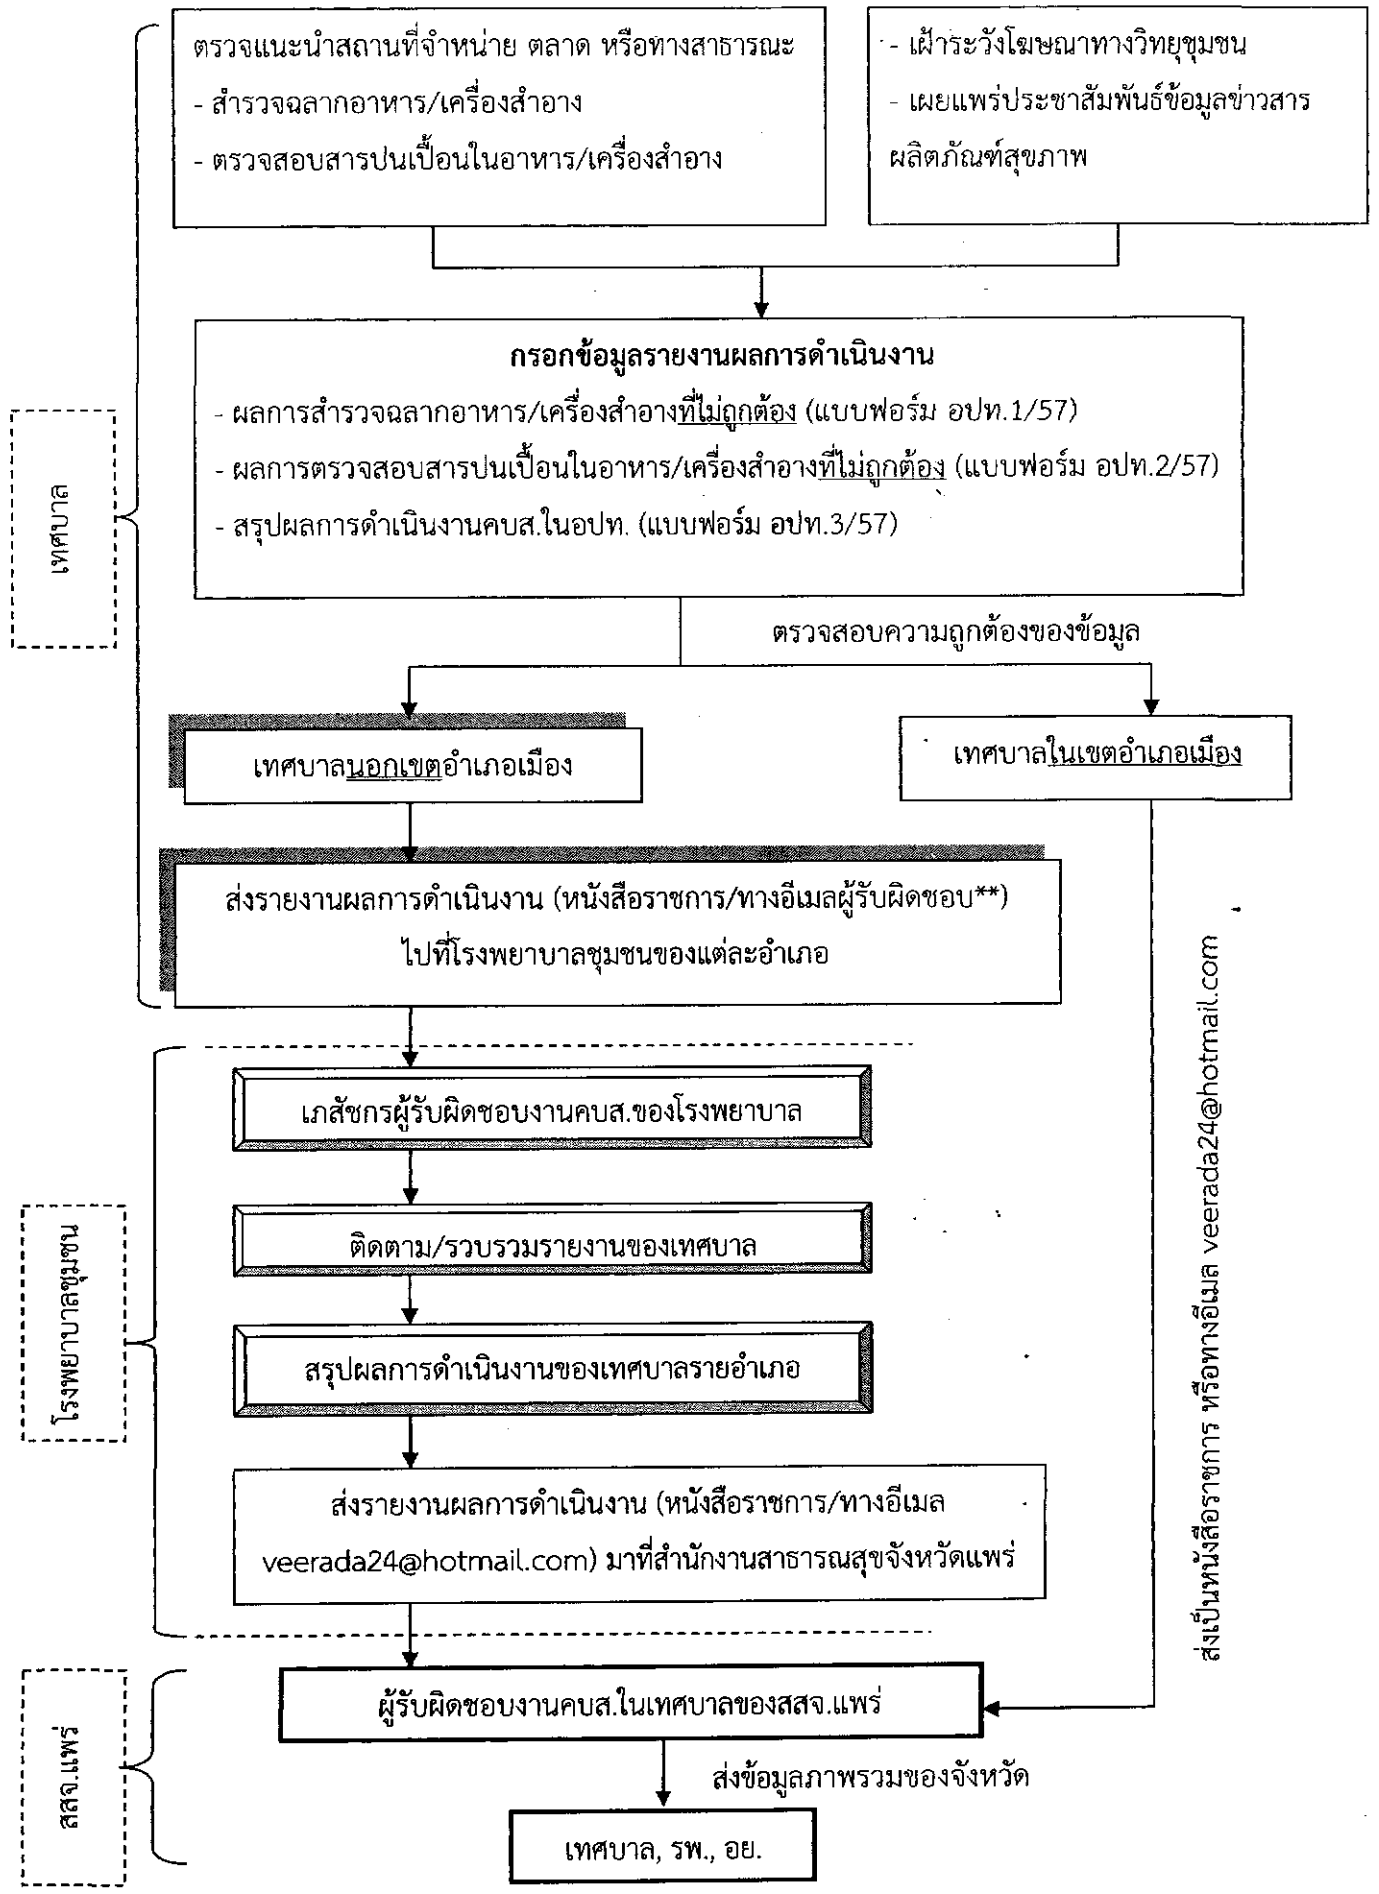 ตรวจแนะนำสถานที่จำหน่าย ตลาด หรือทางสาธารณะ
- สำรวจฉลากอาหาร/เครื่องสำอาง
- ตรวจสอบสารปนเปื้อนในอาหาร/เครื่องสำอาง
- เฝ้าระวังโฆษณาทางวิทยุชุมชน
- เผยแพร่ประชาสัมพันธ์ข้อมูลข่าวสาร
ผลิตภัณฑ์สุขภาพ
เทศบาล
กรอกข้อมูลรายงานผลการดำเนินงาน
- ผลการสำรวจฉลากอาหาร/เครื่องสำอางที่ไม่ถูกต้อง (แบบฟอร์ม อปท.1/57)
- ผลการตรวจสอบสารปนเปื้อนในอาหาร/เครื่องสำอางที่ไม่ถูกต้อง (แบบฟอร์ม อปท.2/57)
- สรุปผลการดำเนินงานคบส.ในอปท. (แบบฟอร์ม อปท.3/57)
ตรวจสอบความถูกต้องของข้อมูล
เทศบาลนอกเขตอำเภอเมือง
เทศบาลในเขตอำเภอเมือง
ส่งรายงานผลการดำเนินงาน (หนังสือราชการ/ทางอีเมลผู้รับผิดชอบ**)
ไปที่โรงพยาบาลชุมชนของแต่ละอำเภอ
ส่งเป็นหนังสือราชการ หรือทางอีเมล veerada24@hotmail.com
โรงพยาบาลชุมชน
เภสัชกรผู้รับผิดชอบงานคบส.ของโรงพยาบาล
ติดตาม/รวบรวมรายงานของเทศบาล
สรุปผลการดำเนินงานของเทศบาลรายอำเภอ
ส่งรายงานผลการดำเนินงาน (หนังสือราชการ/ทางอีเมล
veerada24@hotmail.com) มาที่สำนักงานสาธารณสุขจังหวัดแพร่
สสจ.แพร่
ผู้รับผิดชอบงานคบส.ในเทศบาลของสสจ.แพร่
ส่งข้อมูลภาพรวมของจังหวัด
เทศบาล, รพ., อย.